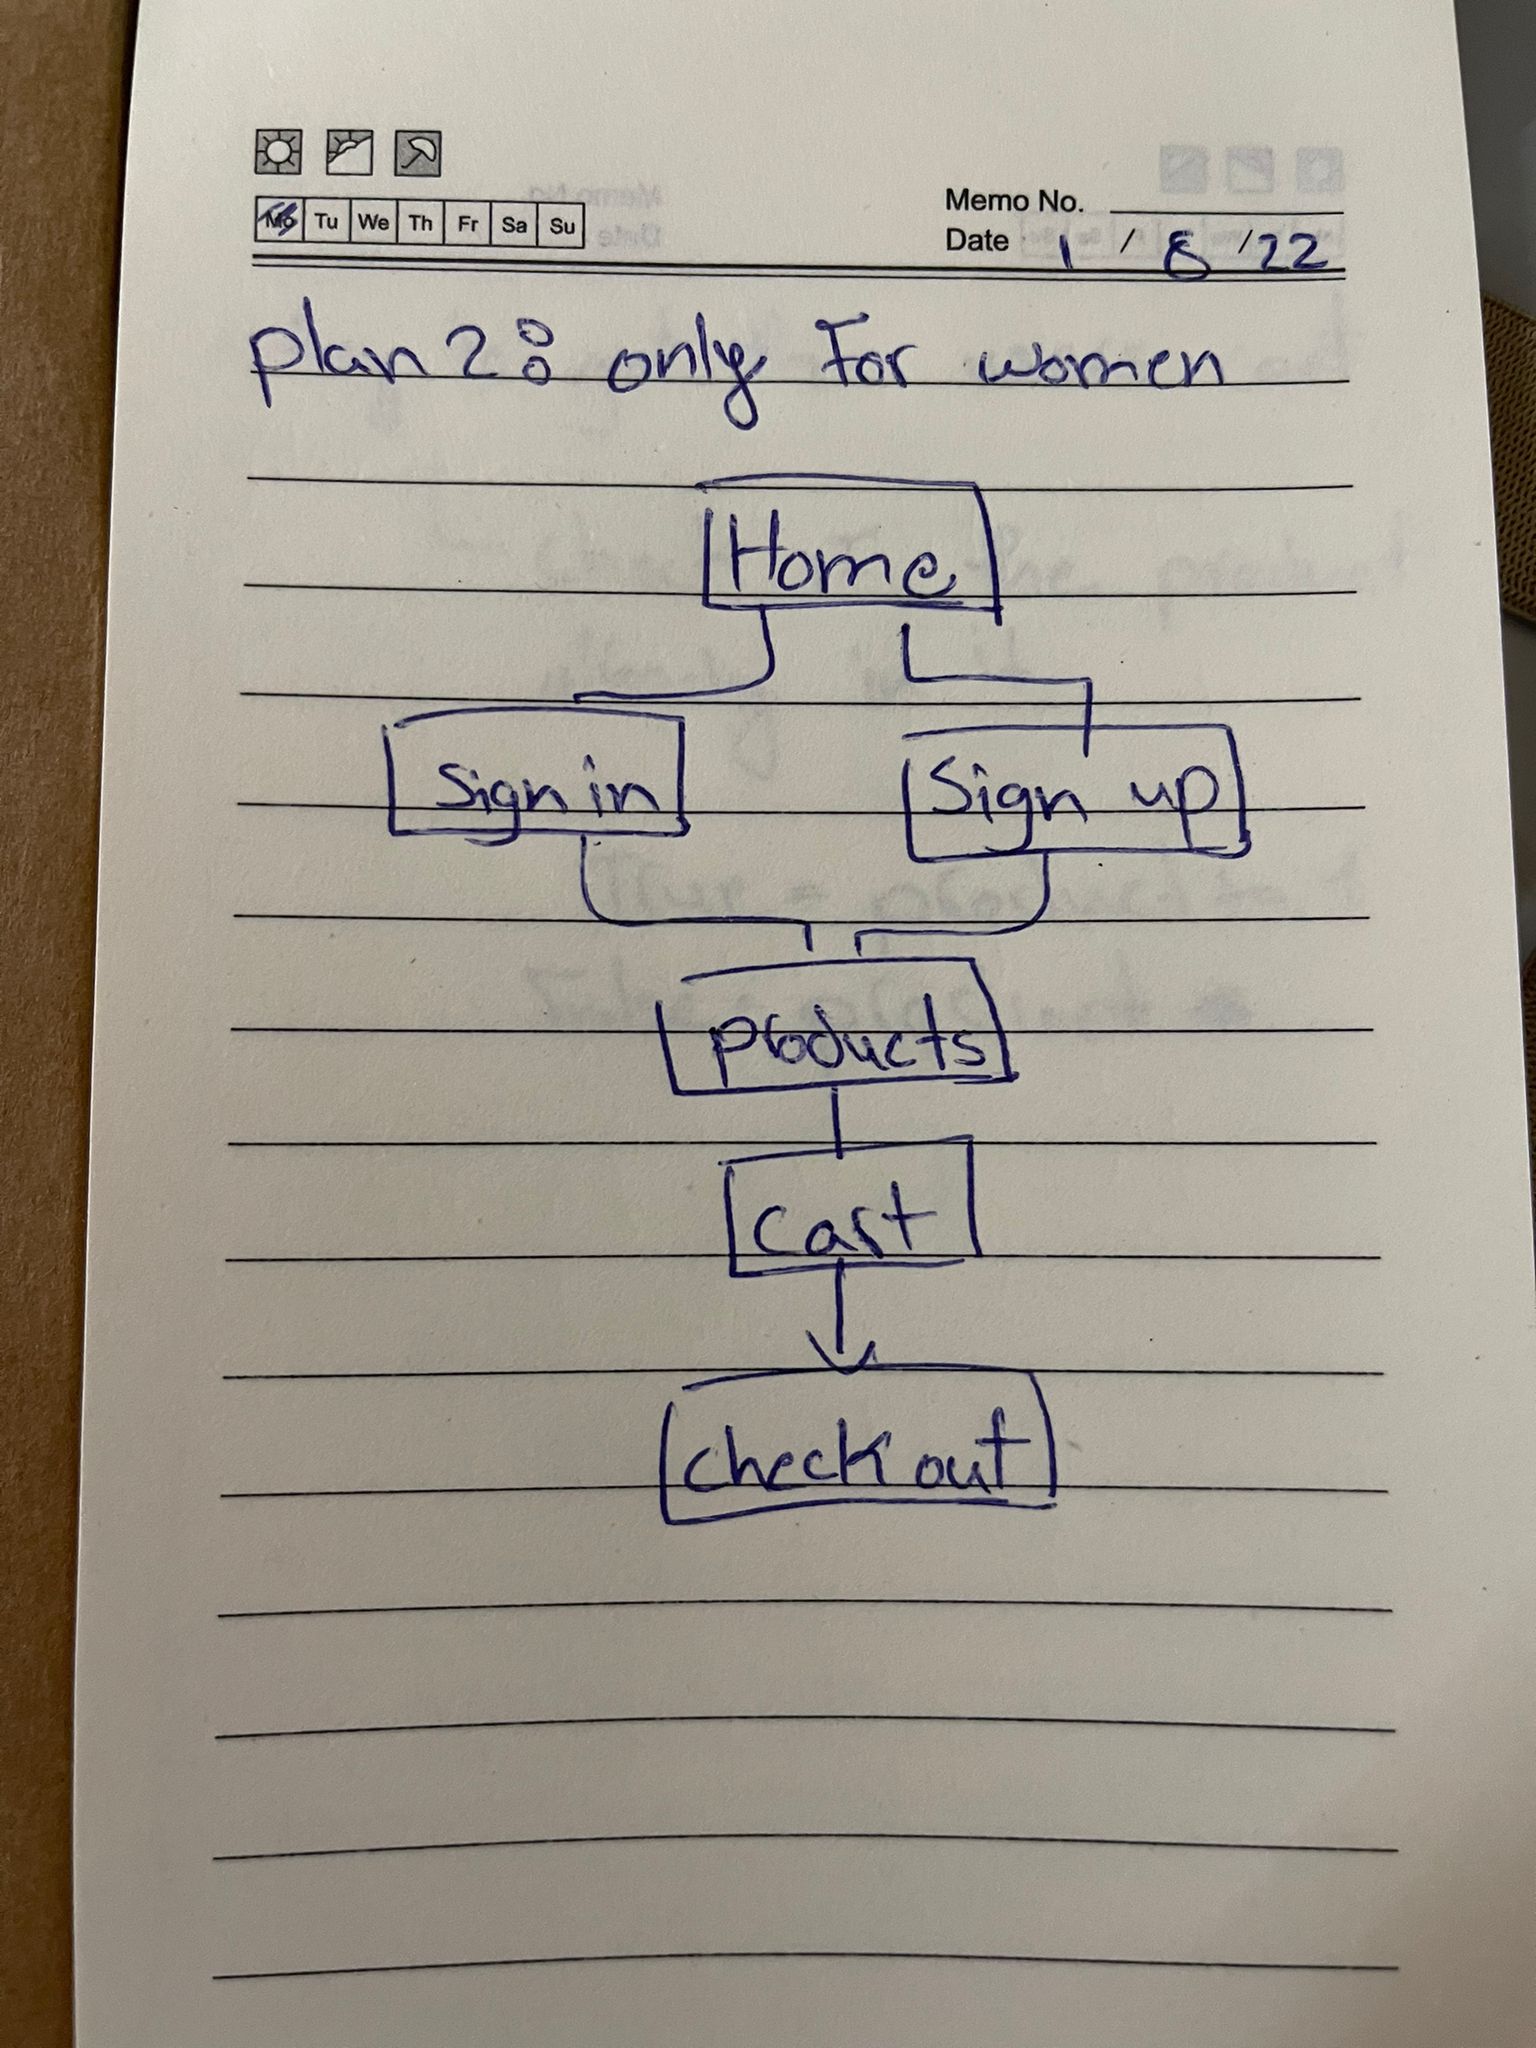 Mo Tu We Th Fr Sa Su
Memo No.
Date 1 / 8 / 22
plan 2: only For women
Home
Sign in
Sign up
products
cart
check out